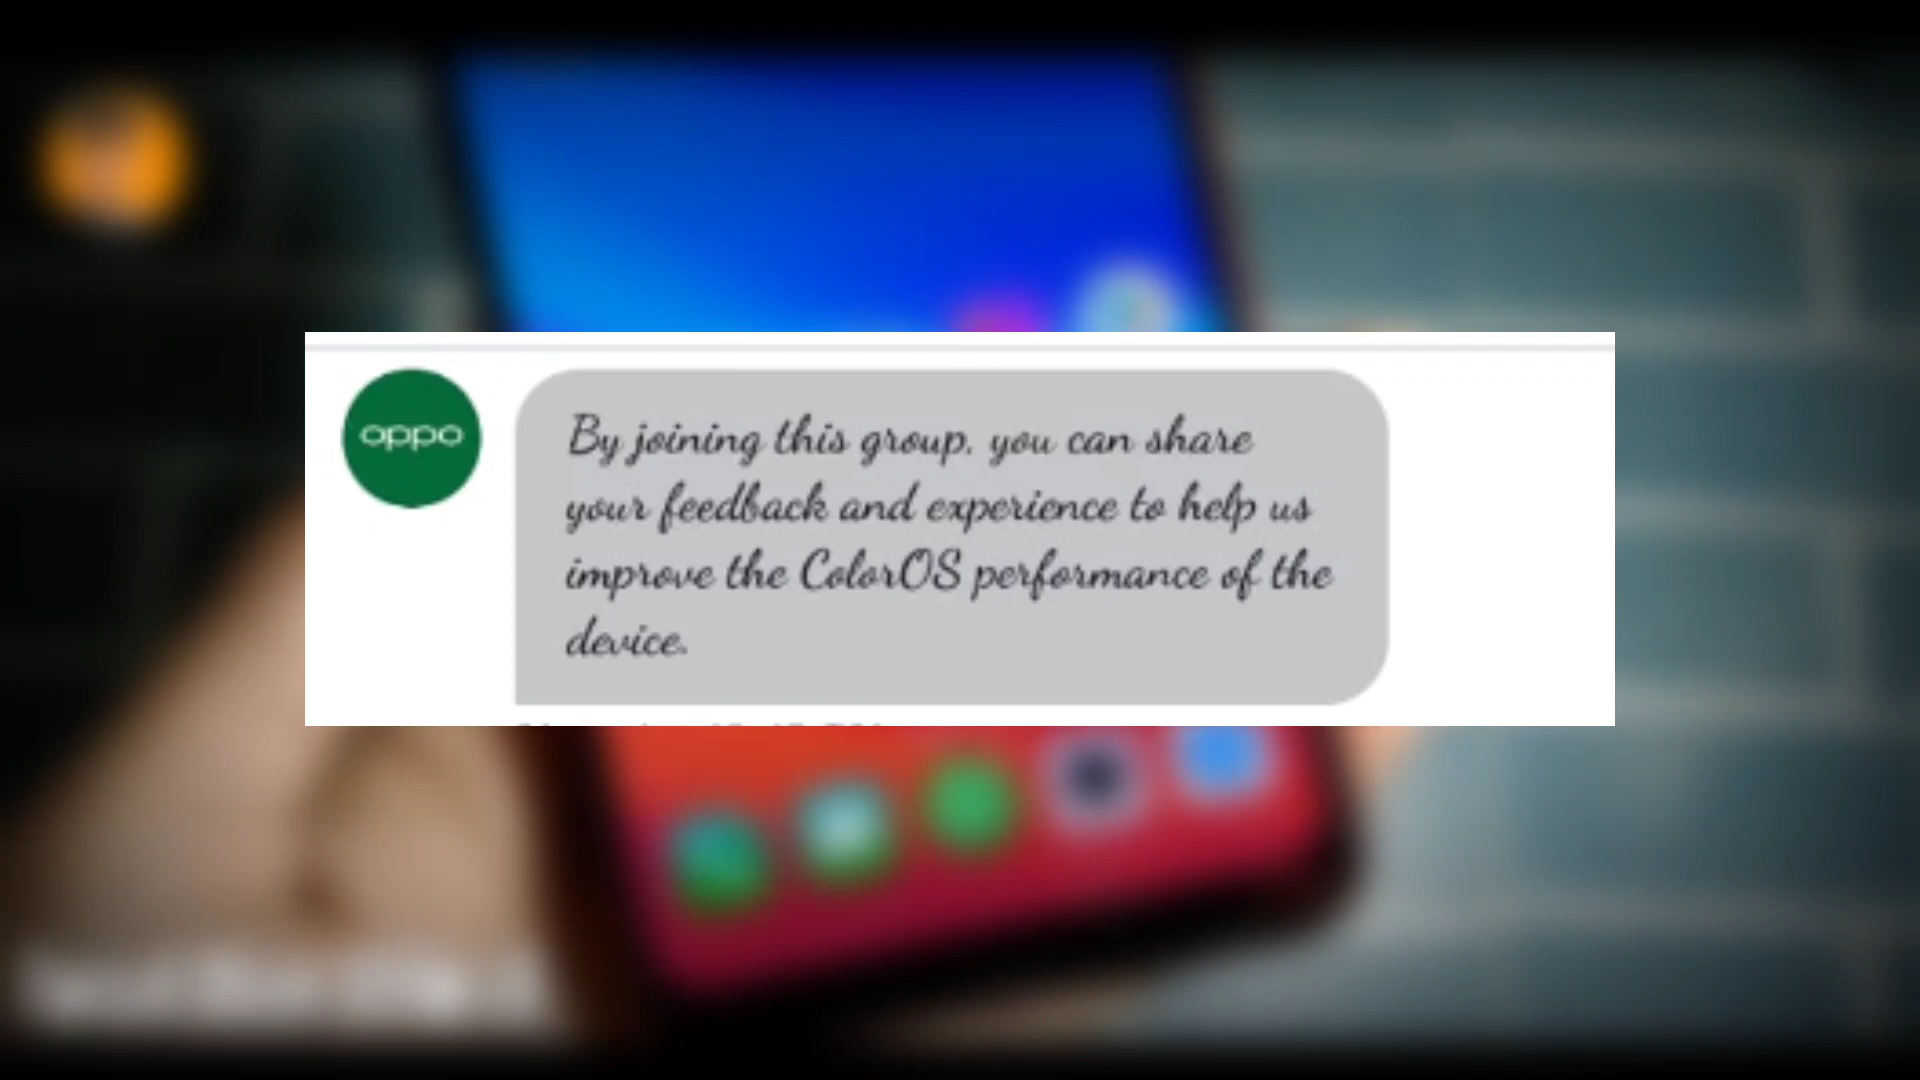 oppo
By joining this group, you can share
your feedback and experience to help us
improve the ColorOS performance of the
device.